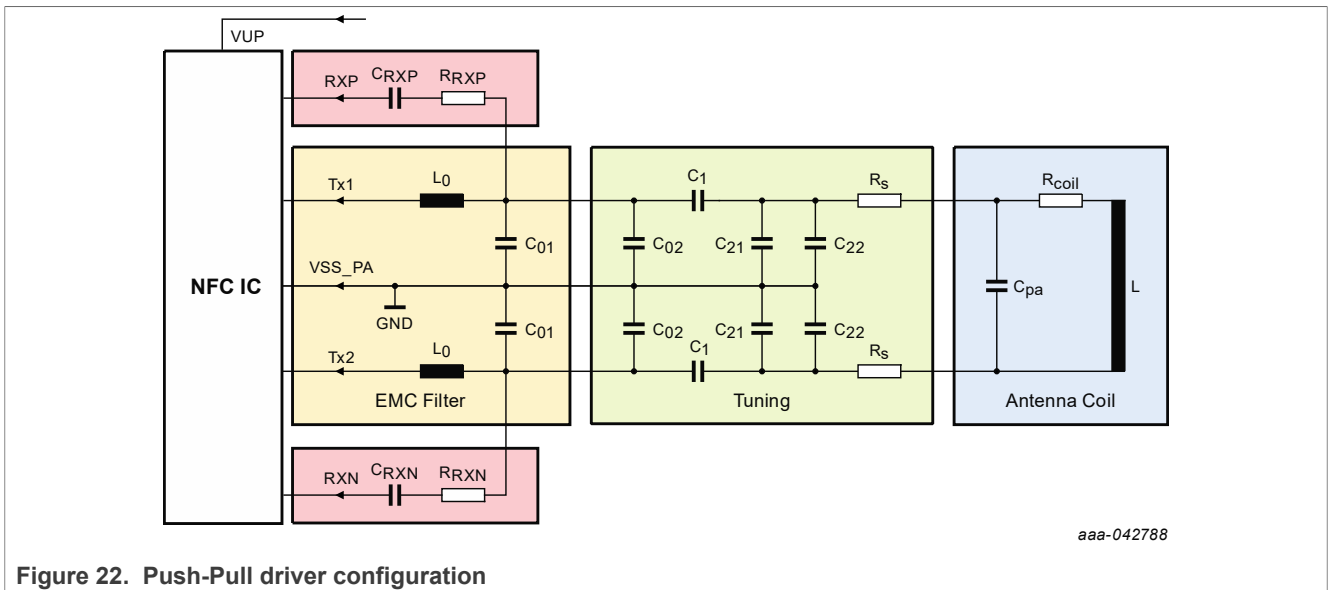 VUP
RXP
CRXP
RRXP
Tx1
L0
C1
Rs
Rcoil
C01
C02
C21
C22
VSS_PA
NFC IC
GND
Cpa
L
C01
C02
C21
C22
Tx2
L0
C1
Rs
EMC Filter
Tuning
Antenna Coil
RXN
CRXN
RRXN
aaa-042788
Figure 22. Push-Pull driver configuration